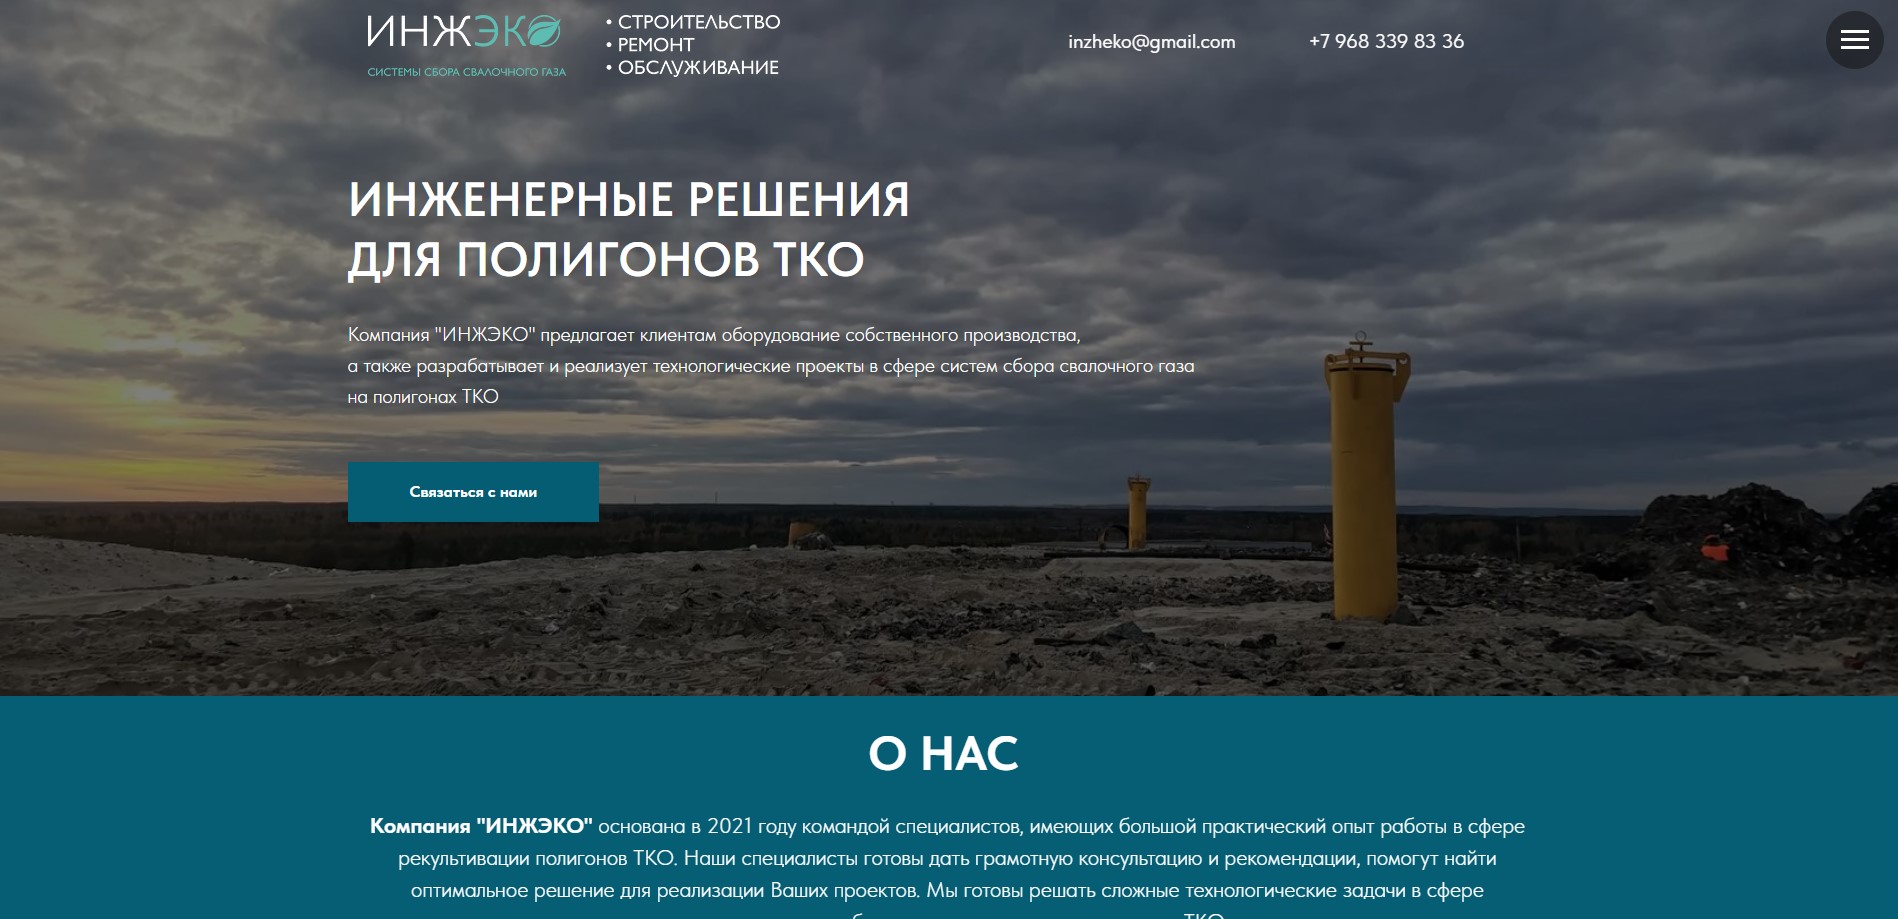 ИНЖЭКО
СИСТЕМЫ СБОРА СВАЛОЧНОГО ГАЗА
• СТРОИТЕЛЬСТВО
• РЕМОНТ
• ОБСЛУЖИВАНИЕ
inzheko@gmail.com
+7 968 339 83 36
ИНЖЕНЕРНЫЕ РЕШЕНИЯ
ДЛЯ ПОЛИГОНОВ ТКО
Компания "ИНЖЭКО" предлагает клиентам оборудование собственного производства,
а также разрабатывает и реализует технологические проекты в сфере систем сбора свалочного газа
на полигонах ТКО
Связаться с нами
О НАС
Компания "ИНЖЭКО" основана в 2021 году командой специалистов, имеющих большой практический опыт работы в сфере
рекультивации полигонов ТКО. Наши специалисты готовы дать грамотную консультацию и рекомендации, помогут найти
оптимальное решение для реализации Ваших проектов. Мы готовы решать сложные технологические задачи в сфере
ТКО